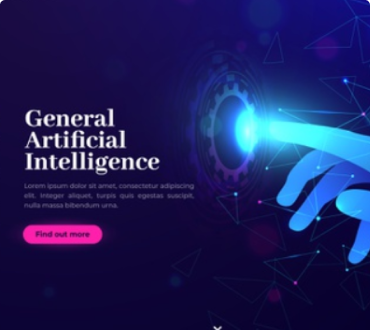 General
Artificial
Intelligence
Lorem ipsum dolor sit amet, consectetur adipiscing
elit. Integer aliquet, turpis quis egestas suscipit,
nulla massa bibendum urna.
Find out more